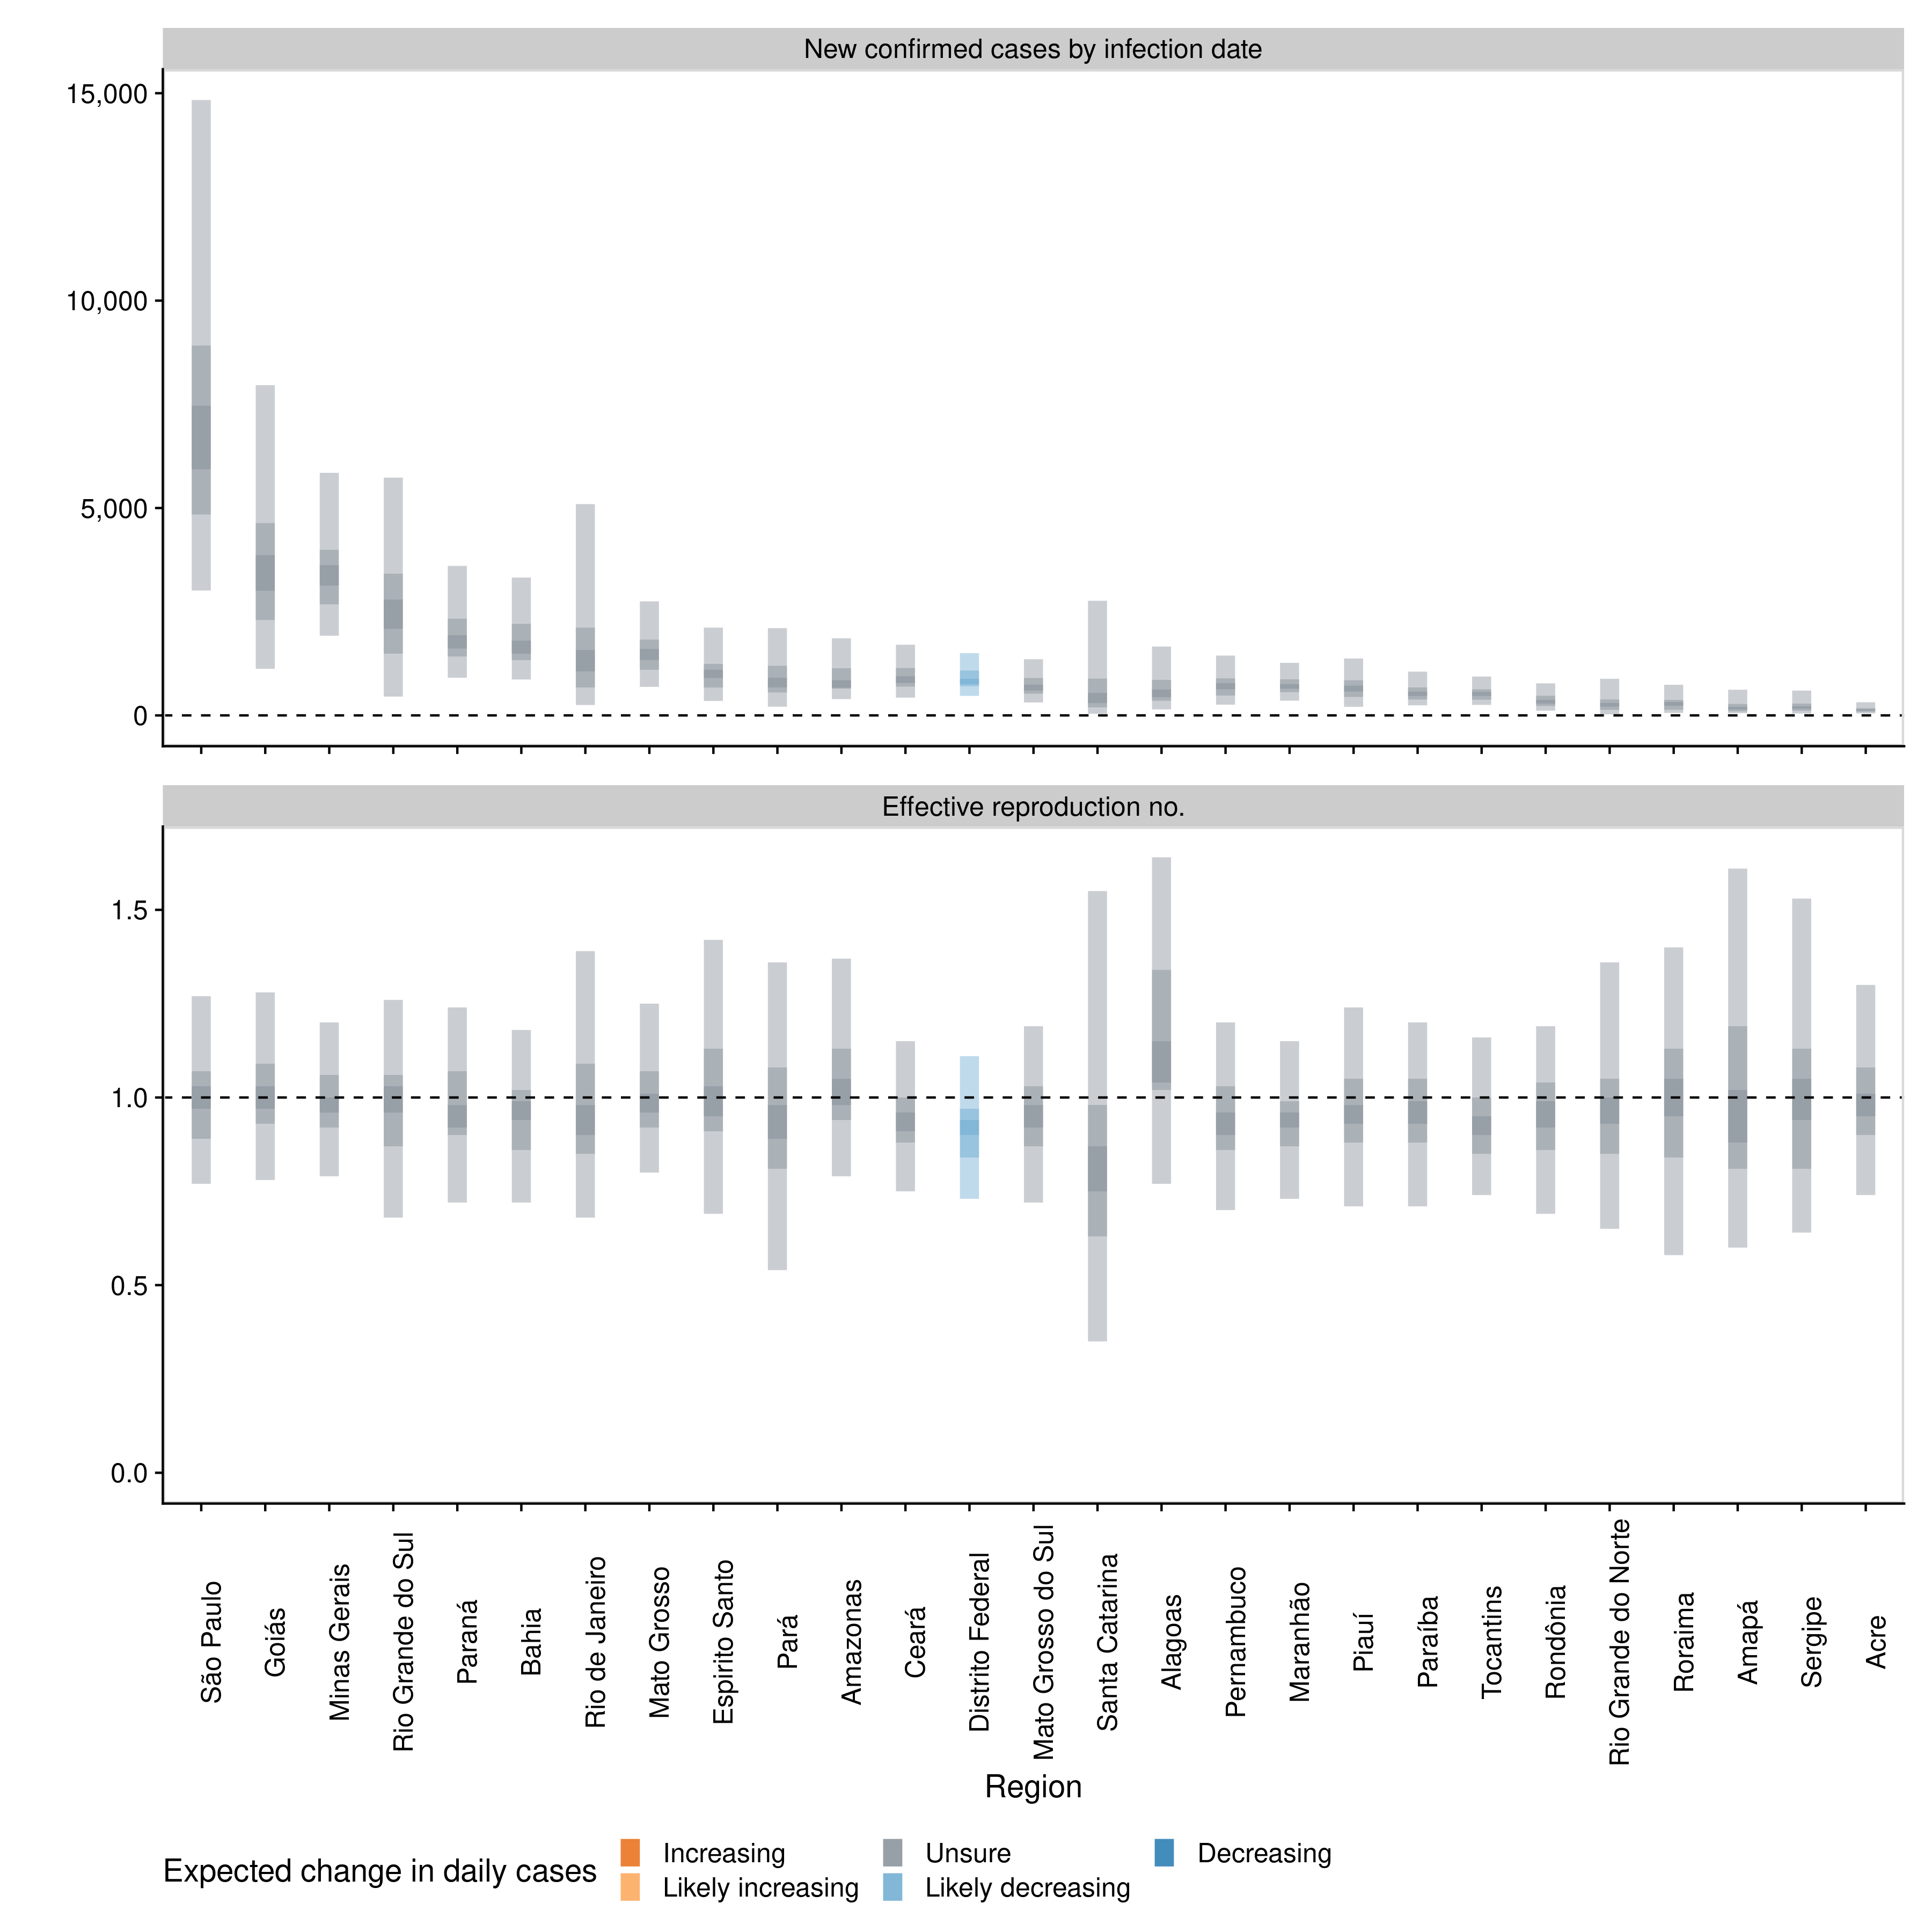 New confirmed cases by infection date
15,000
10,000
5,000
0
Effective reproduction no.
1.5
1.0
0.5
0.0
São Paulo
Goiás
Minas Gerais
Rio Grande do Sul
Paraná
Bahia
Rio de Janeiro
Mato Grosso
Espirito Santo
Pará
Amazonas
Ceará
Distrito Federal
Mato Grosso do Sul
Santa Catarina
Alagoas
Pernambuco
Maranhão
Piauí
Paraíba
Tocantins
Rondônia
Rio Grande do Norte
Roraima
Amapá
Sergipe
Acre
Region
Expected change in daily cases
Increasing
Likely increasing
Unsure
Likely decreasing
Decreasing